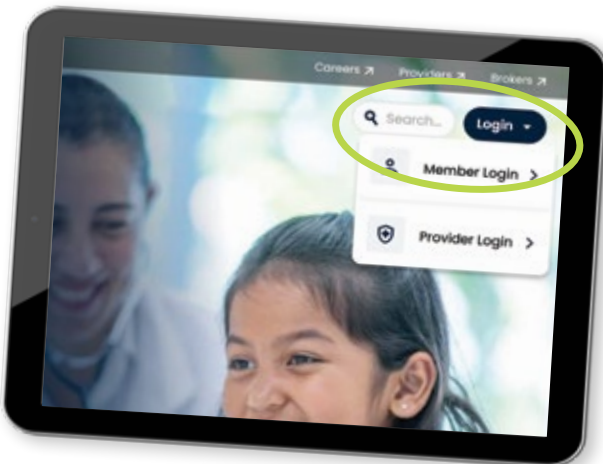 Careers ↗ Providers ↗ Brokers ↗
Search... Login
Member Login >
Provider Login >